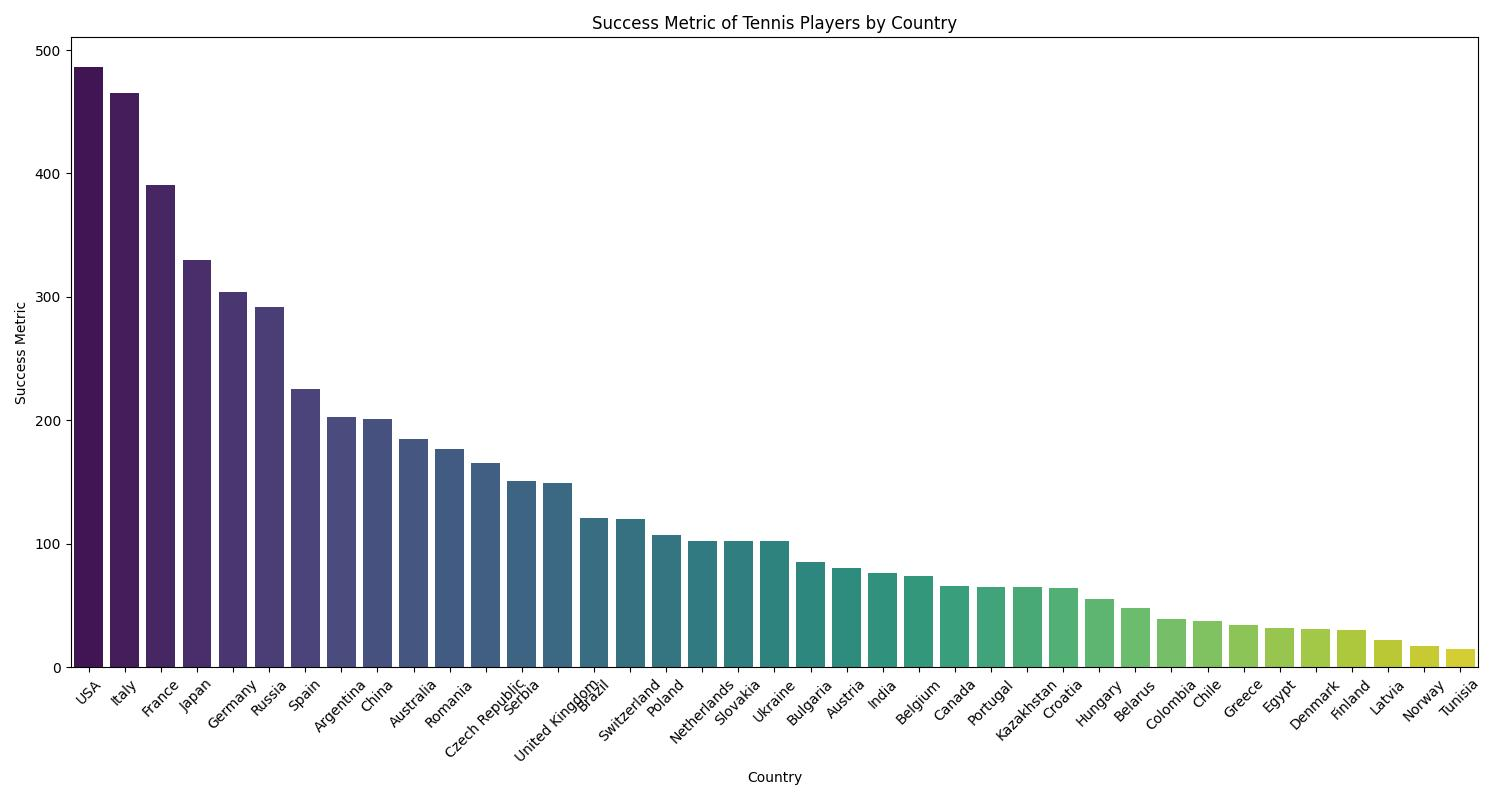 Success Metric of Tennis Players by Country
Success Metric
500
400
300
200
100
0
USA
Italy
France
Japan
Germany
Russia
Spain
Argentina
China
Australia
Romania
Czech Republic
Serbia
United Kingdom
Brazil
Switzerland
Poland
Netherlands
Slovakia
Ukraine
Bulgaria
Austria
India
Belgium
Canada
Portugal
Kazakhstan
Croatia
Hungary
Belarus
Colombia
Chile
Greece
Egypt
Denmark
Finland
Latvia
Norway
Tunisia
Country